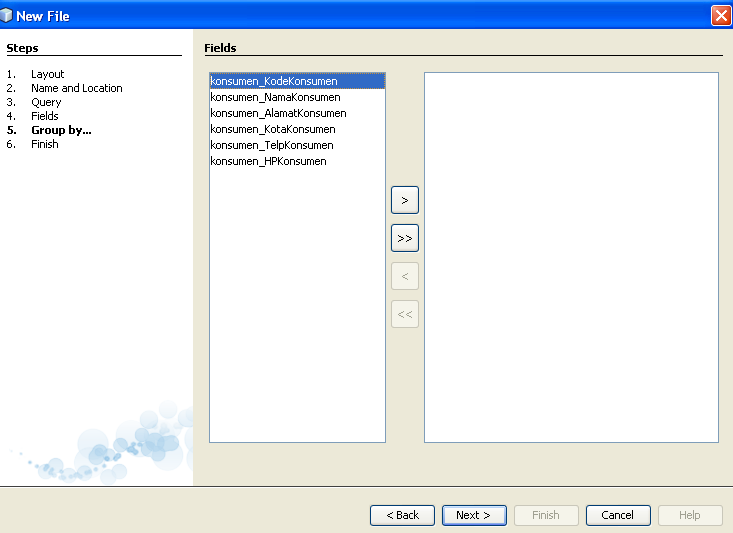 New File
Steps
1. Layout
2. Name and Location
3. Query
4. Fields
5. Group by...
6. Finish
Fields
konsumen_KodeKonsumen
konsumen_NamaKonsumen
konsumen_AlamatKonsumen
konsumen_KotaKonsumen
konsumen_TelpKonsumen
konsumen_HPKonsumen
>
>>
<
<<
< Back
Next >
Finish
Cancel
Help